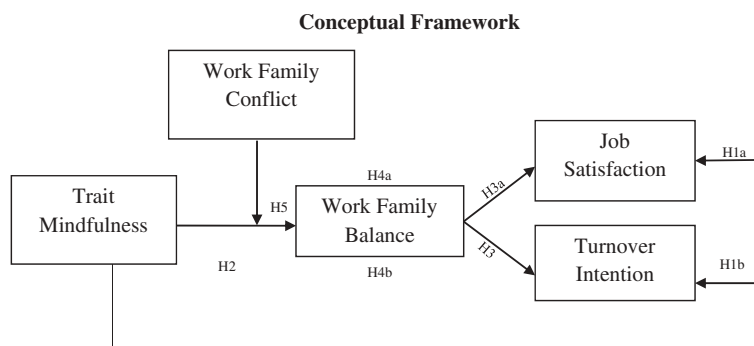 Conceptual Framework
Work Family
Conflict
Job
Satisfaction
H1a
H4a
H3a
Trait
Mindfulness
H5
Work Family
Balance
H2
H4b
H3
Turnover
Intention
H1b